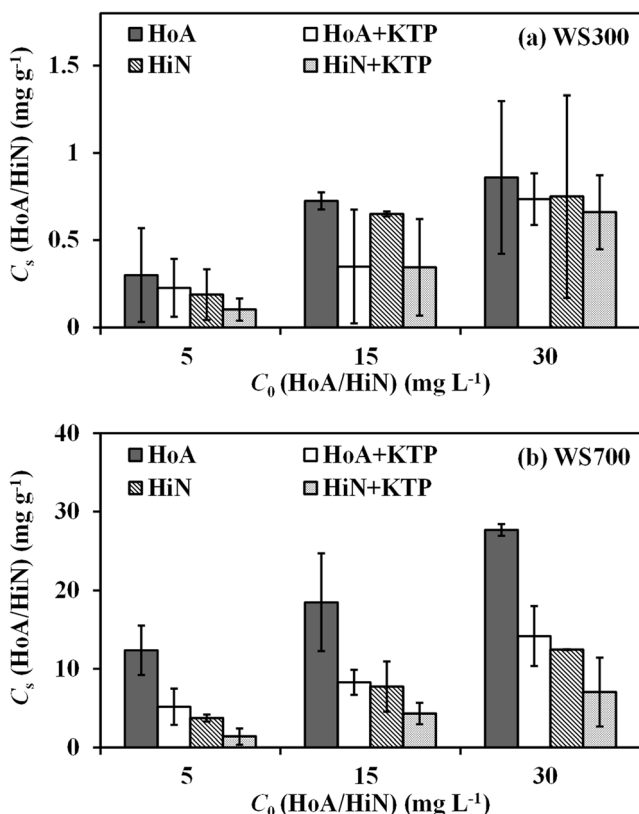 HoA HoA+KTP (a) WS300
HiN HiN+KTP
1.5
1
0.5
0
Cs (HoA/HiN) (mg g-1)
5 15 30
C0 (HoA/HiN) (mg L-1)
40
HoA HoA+KTP (b) WS700
HiN HiN+KTP
30
20
10
0
Cs (HoA/HiN) (mg g-1)
5 15 30
C0 (HoA/HiN) (mg L-1)